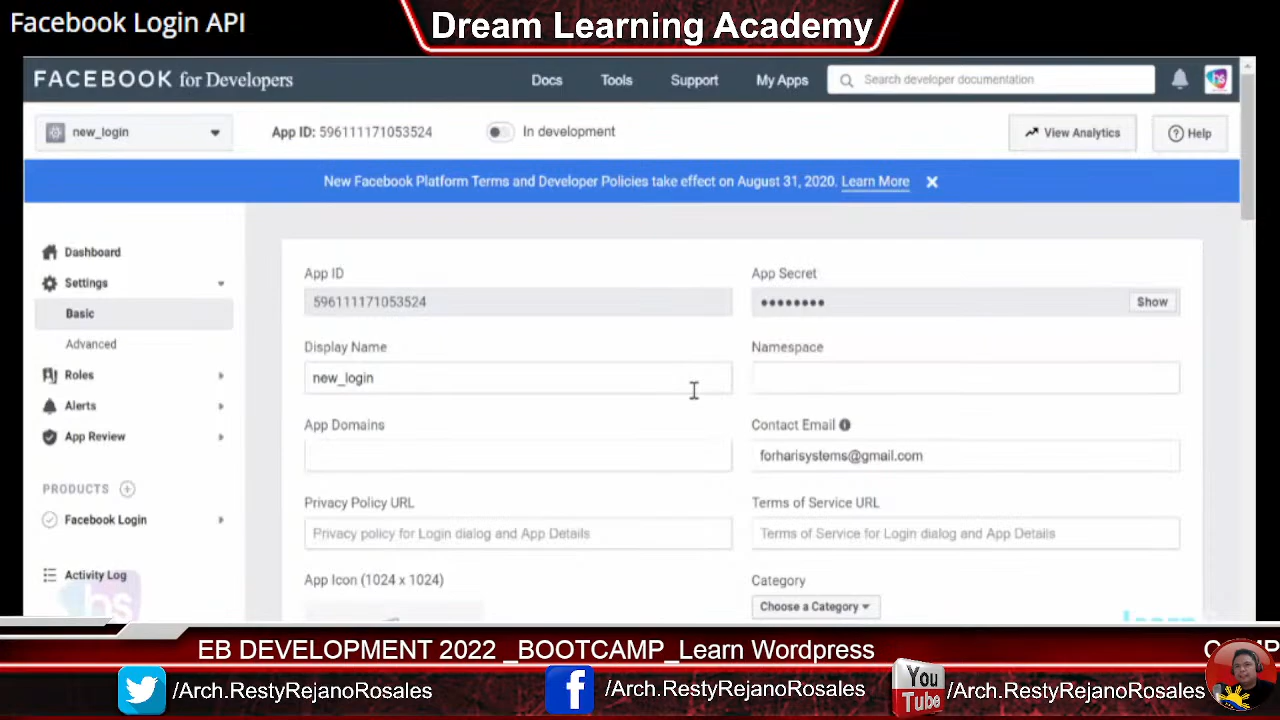 Facebook Login API
Dream Learning Academy
FACEBOOK for Developers
Docs
Tools
Support
My Apps
Search developer documentation
hs
new_login
App ID: 596111171053524
In development
View Analytics
Help
New Facebook Platform Terms and Developer Policies take effect on August 31, 2020. Learn More
Dashboard
Settings
Basic
Advanced
Roles
Alerts
App Review
PRODUCTS
Facebook Login
Activity Log
hs
App ID
596111171053524
App Secret
Show
Display Name
new_login
Namespace
App Domains
Contact Email
forharisystems@gmail.com
Privacy Policy URL
Privacy policy for Login dialog and App Details
Terms of Service URL
Terms of Service for Login dialog and App Details
App Icon (1024 x 1024)
Category
Choose a Category
Learn
EB DEVELOPMENT 2022 _BOOTCAMP_Learn Wordpress
/Arch.RestyRejanoRosales
/Arch.RestyRejanoRosales
You
Tube
/Arch.RestyRejanoRosales